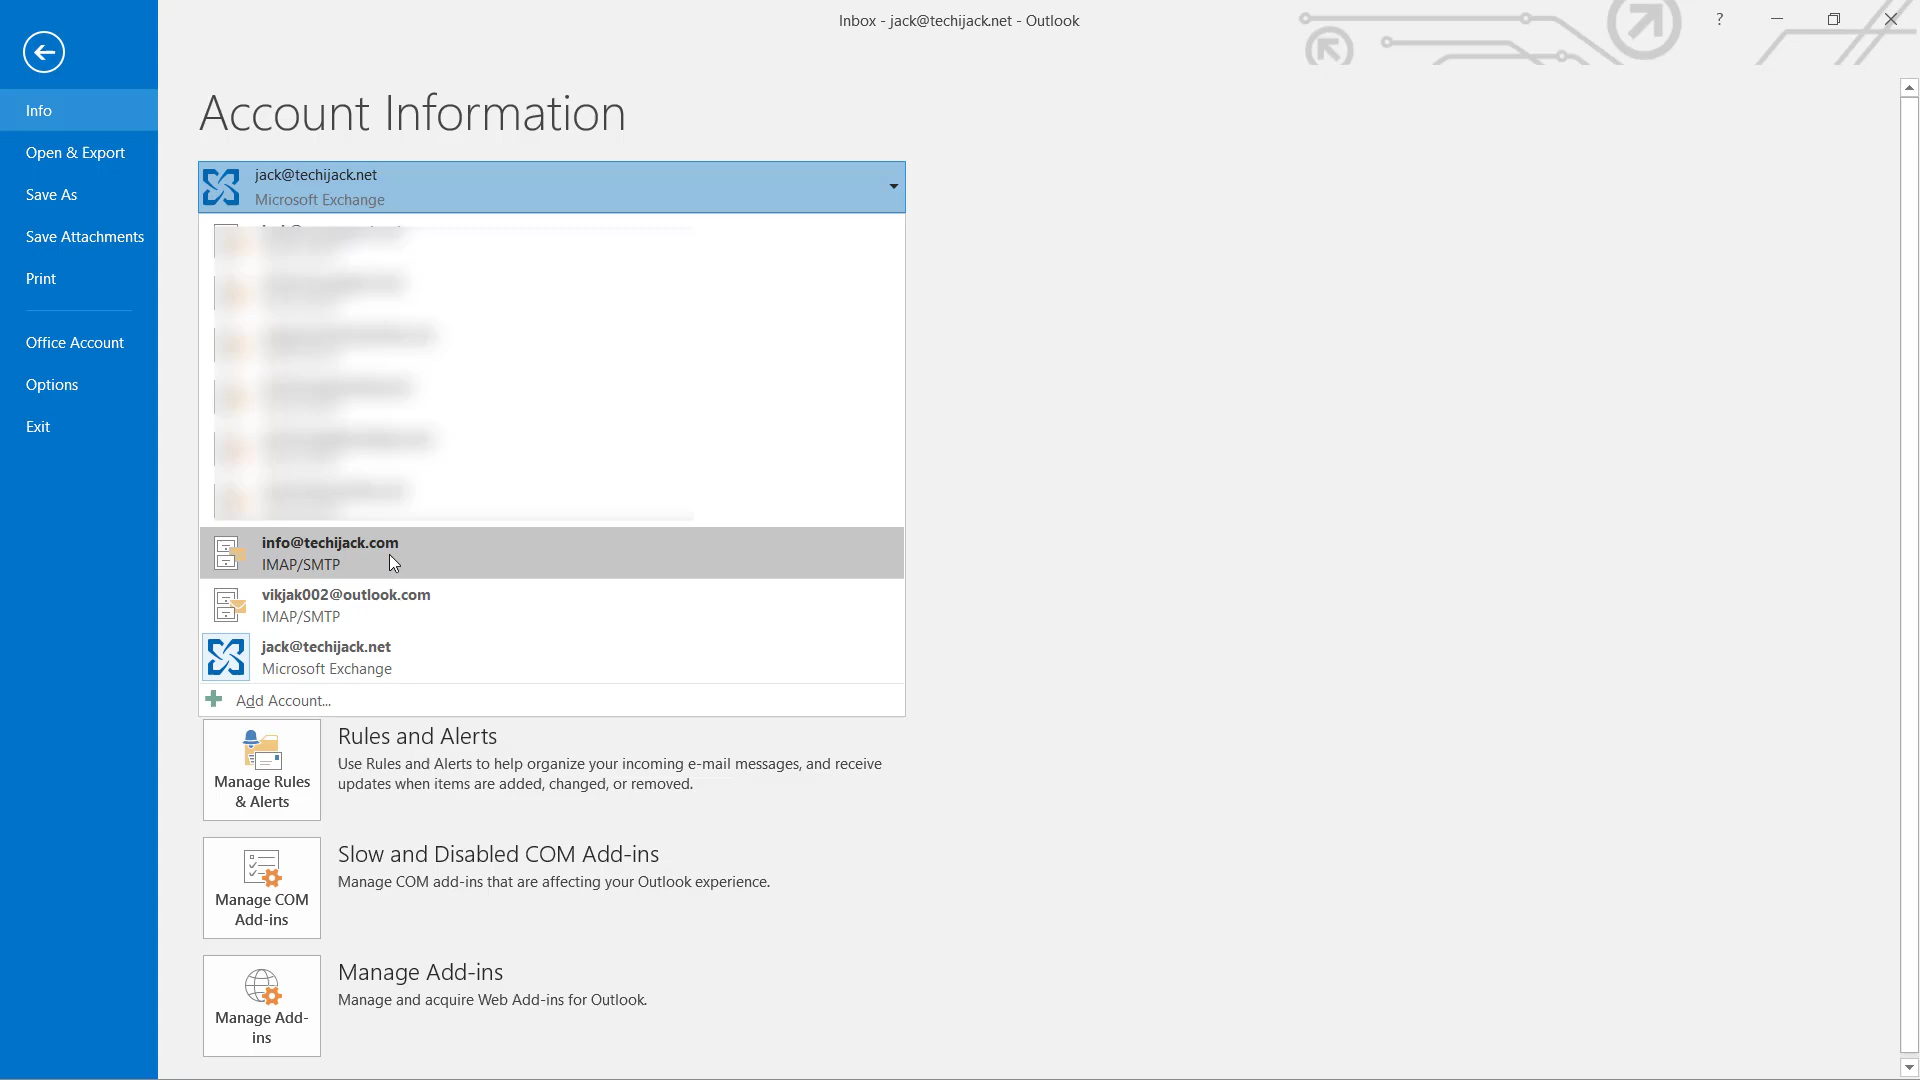 Inbox - jack@techijack.net - Outlook
?
Info
Open & Export
Save As
Save Attachments
Print
Office Account
Options
Exit
Account Information
jack@techijack.net
Microsoft Exchange
info@techijack.com
IMAP/SMTP
vikjak002@outlook.com
IMAP/SMTP
jack@techijack.net
Microsoft Exchange
Add Account...
Manage Rules
& Alerts
Rules and Alerts
Use Rules and Alerts to help organize your incoming e-mail messages, and receive
updates when items are added, changed, or removed.
Manage COM
Add-ins
Slow and Disabled COM Add-ins
Manage COM add-ins that are affecting your Outlook experience.
Manage Add-
ins
Manage Add-ins
Manage and acquire Web Add-ins for Outlook.